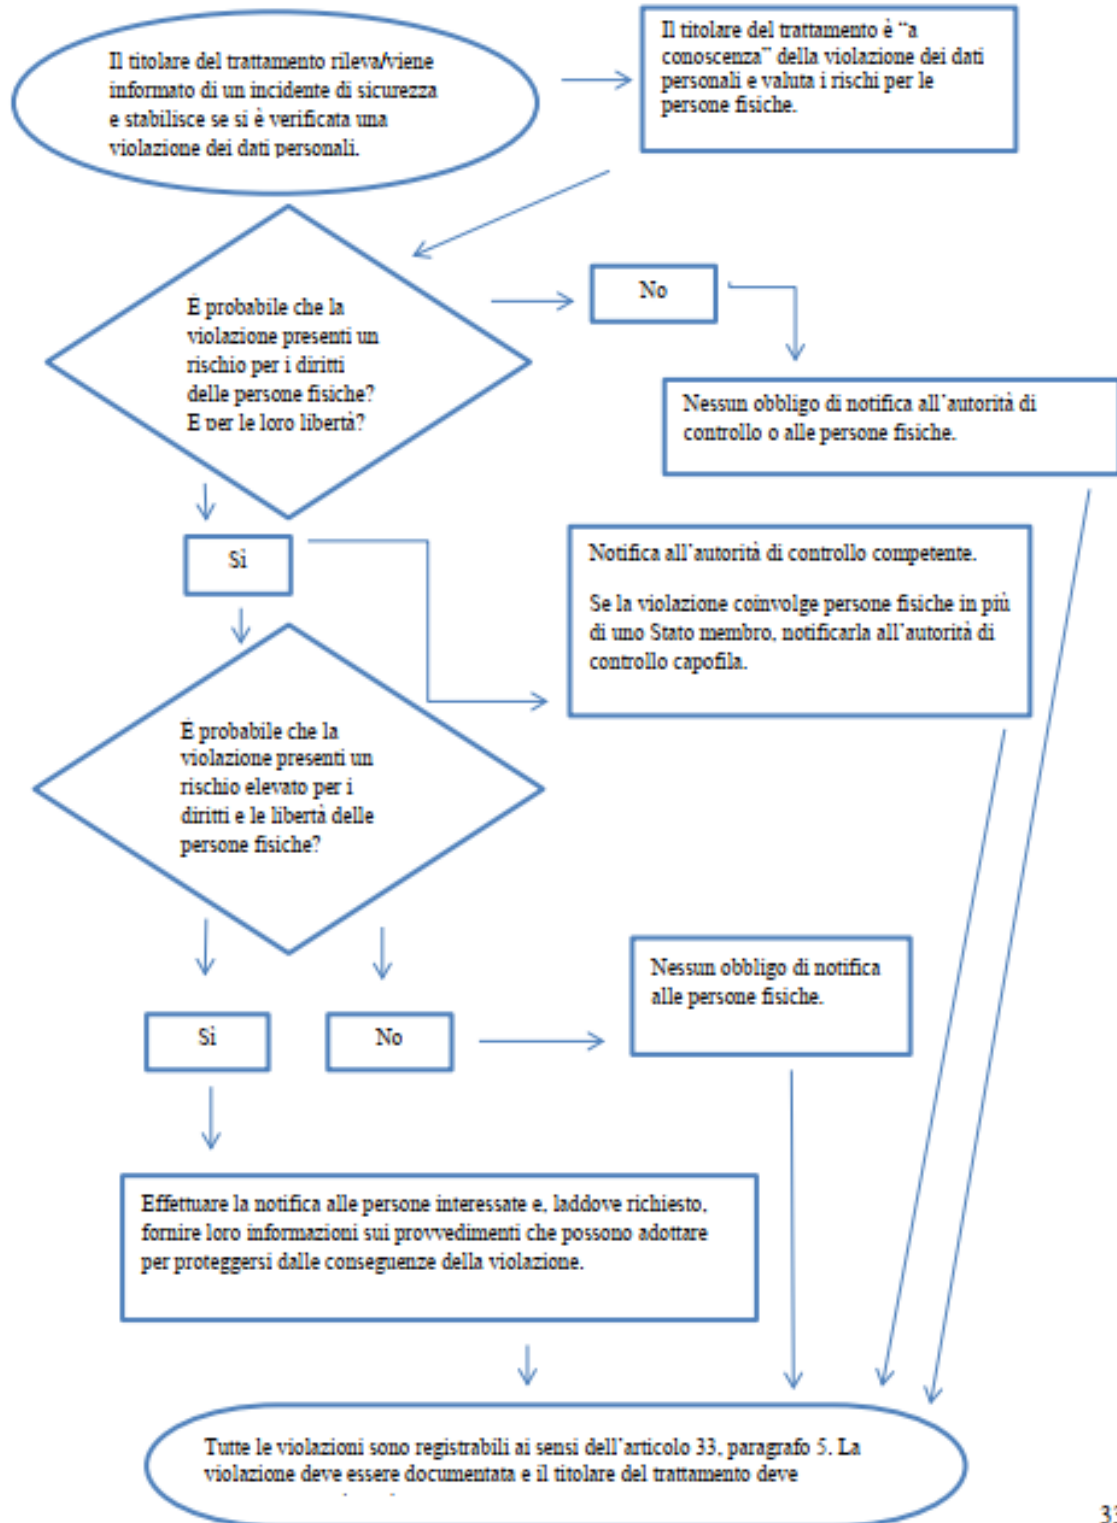 Il titolare del trattamento rileva/viene
informato di un incidente di sicurezza
e stabilisce se si è verificata una
violazione dei dati personali.
Il titolare del trattamento è “a
conoscenza” della violazione dei dati
personali e valuta i rischi per le
persone fisiche.
È probabile che la
violazione presenti un
rischio per i diritti
delle persone fisiche?
E per le loro libertà?
No
Nessun obbligo di notifica all’autorità di
controllo o alle persone fisiche.
Sì
Notifica all’autorità di controllo competente.
Se la violazione coinvolge persone fisiche in più
di uno Stato membro, notificarla all’autorità di
controllo capofila.
È probabile che la
violazione presenti un
rischio elevato per i
diritti e le libertà delle
persone fisiche?
Sì
No
Nessun obbligo di notifica
alle persone fisiche.
Effettuare la notifica alle persone interessate e, laddove richiesto,
fornire loro informazioni sui provvedimenti che possono adottare
per proteggersi dalle conseguenze della violazione.
Tutte le violazioni sono registrabili ai sensi dell’articolo 33, paragrafo 5. La
violazione deve essere documentata e il titolare del trattamento deve